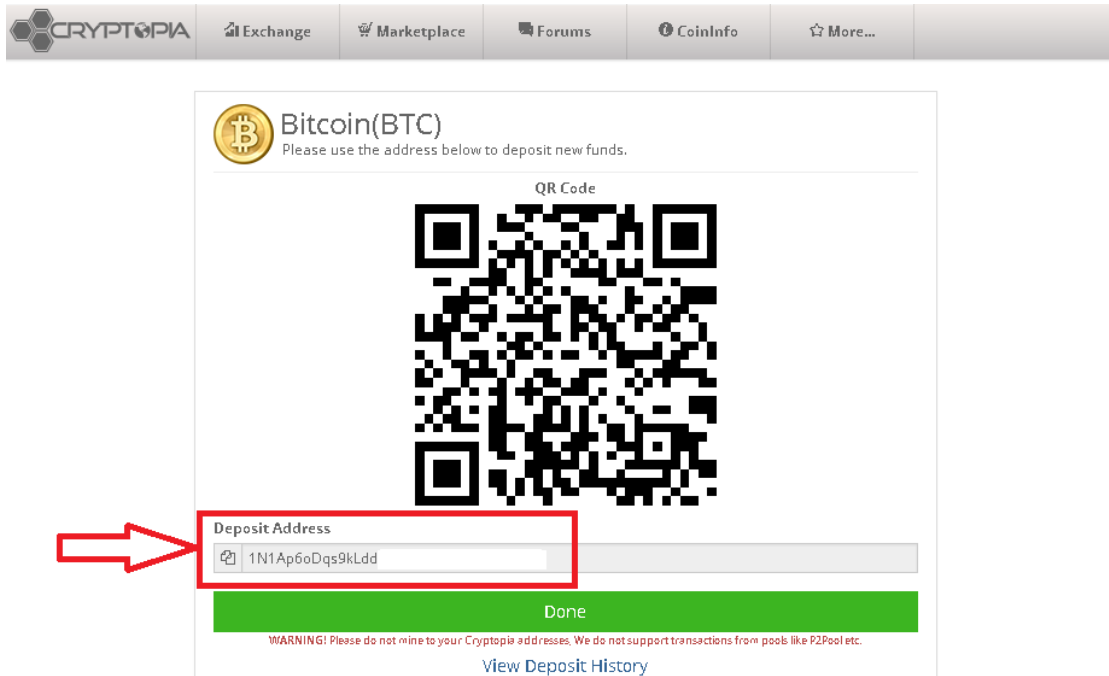 CRYPTOPIA Exchange Marketplace Forums CoinInfo More...
Bitcoin(BTC)
Please use the address below to deposit new funds.
QR Code
Deposit Address
1N1Ap6oDqs9kLdd
Done
WARNING! Please do not mine to your Cryptopia addresses, We do not support transactions from pools like P2Pool etc.
View Deposit History